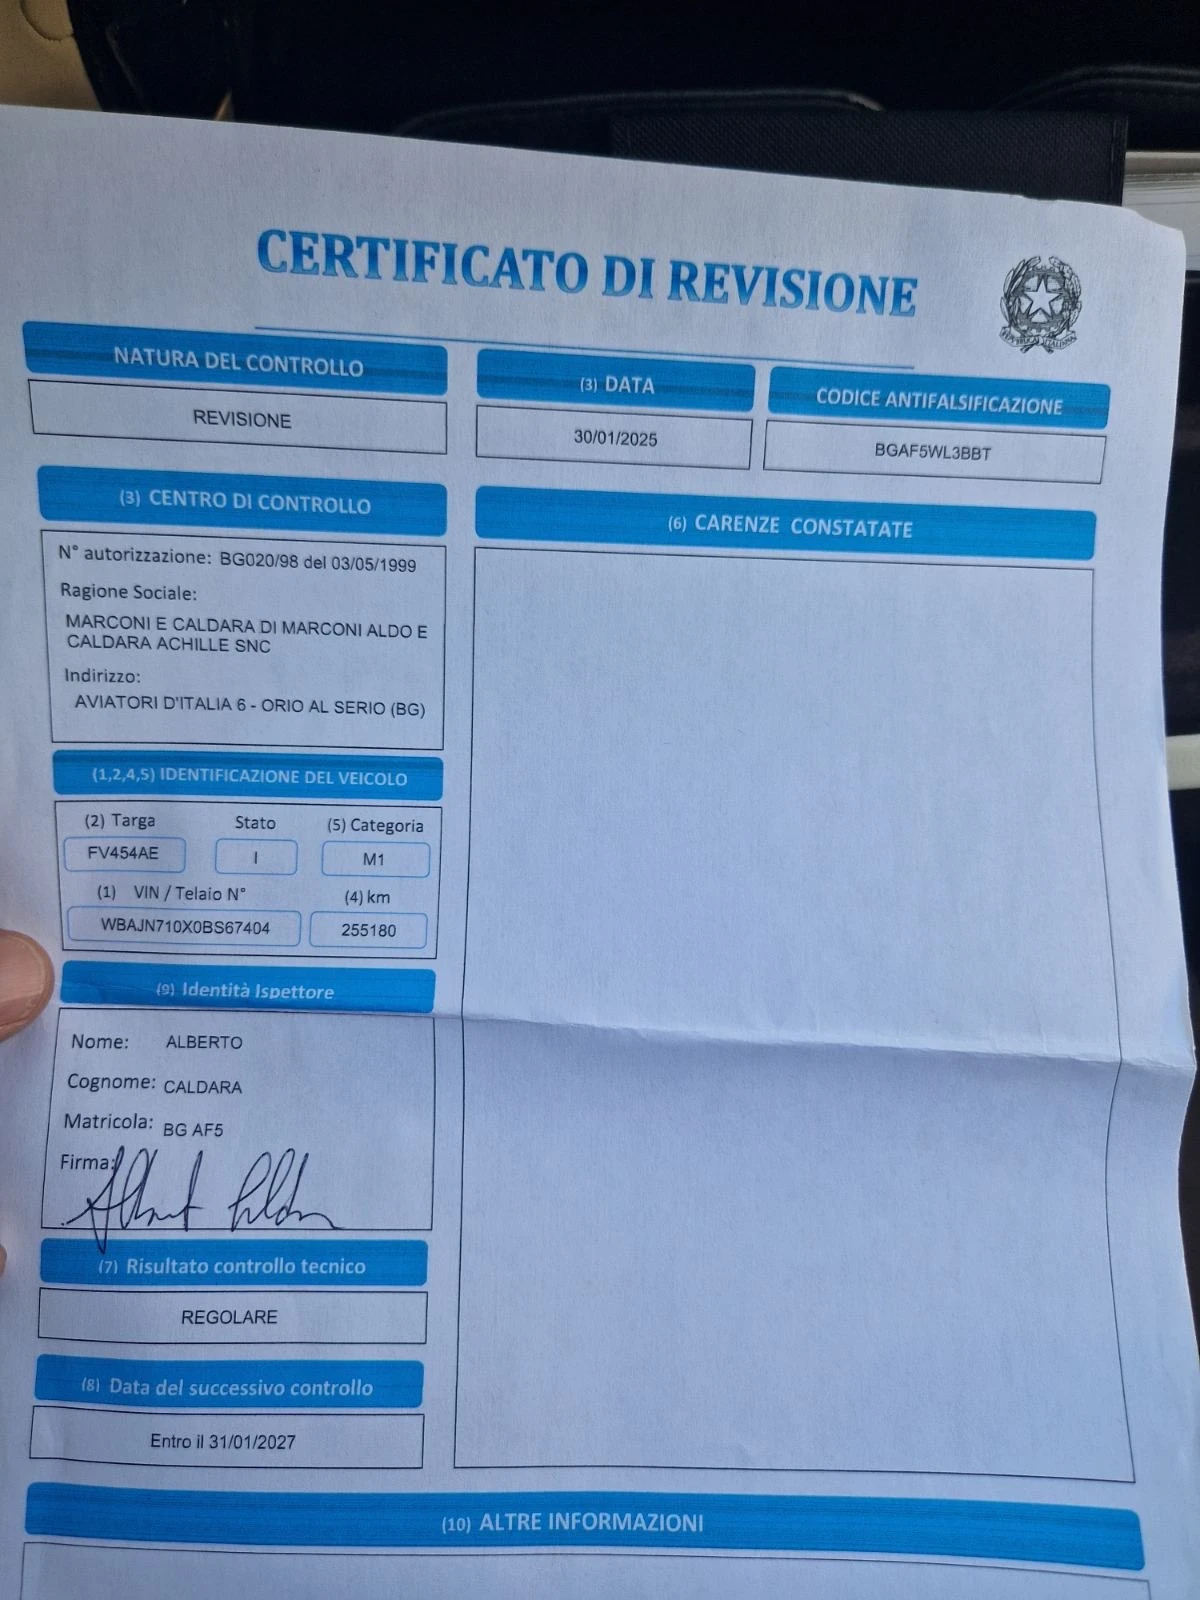 CERTIFICATO DI REVISIONE
REPVBBLICA ITALIANA
NATURA DEL CONTROLLO
REVISIONE
(3) DATA
30/01/2025
CODICE ANTIFALSIFICAZIONE
BGAF5WL3BBT
(3) CENTRO DI CONTROLLO
N° autorizzazione: BG020/98 del 03/05/1999
Ragione Sociale:
MARCONI E CALDARA DI MARCONI ALDO E
CALDARA ACHILLE SNC
Indirizzo:
AVIATORI D'ITALIA 6 - ORIO AL SERIO (BG)
(6) CARENZE CONSTATATE
(1,2,4,5) IDENTIFICAZIONE DEL VEICOLO
(2) Targa Stato (5) Categoria
FV454AE I M1
(1) VIN / Telaio N° (4) km
WBAJN710X0BS67404 255180
(9) Identità Ispettore
Nome: ALBERTO
Cognome: CALDARA
Matricola: BG AF5
Firma:
(7) Risultato controllo tecnico
REGOLARE
(8) Data del successivo controllo
Entro il 31/01/2027
(10) ALTRE INFORMAZIONI